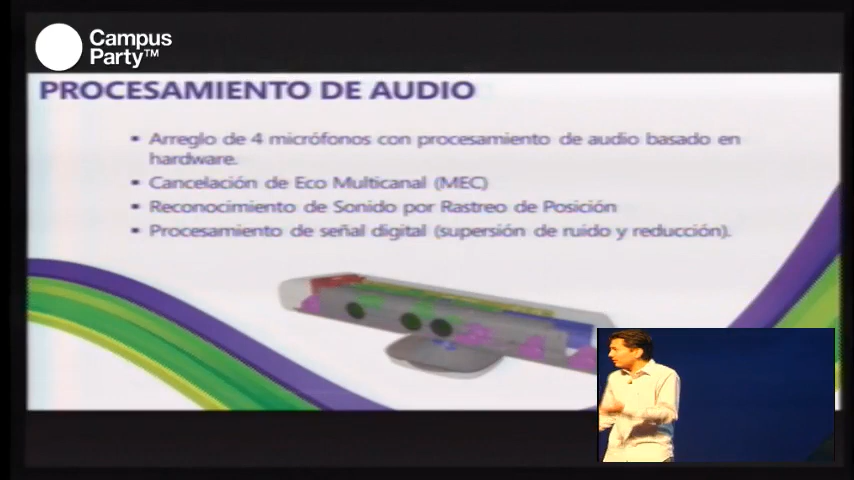 Campus
Party™
PROCESAMIENTO DE AUDIO
▪ Arreglo de 4 micrófonos con procesamiento de audio basado en
hardware.
▪ Cancelación de Eco Multicanal (MEC)
▪ Reconocimiento de Sonido por Rastreo de Posición
▪ Procesamiento de señal digital (supersión de ruido y reducción).